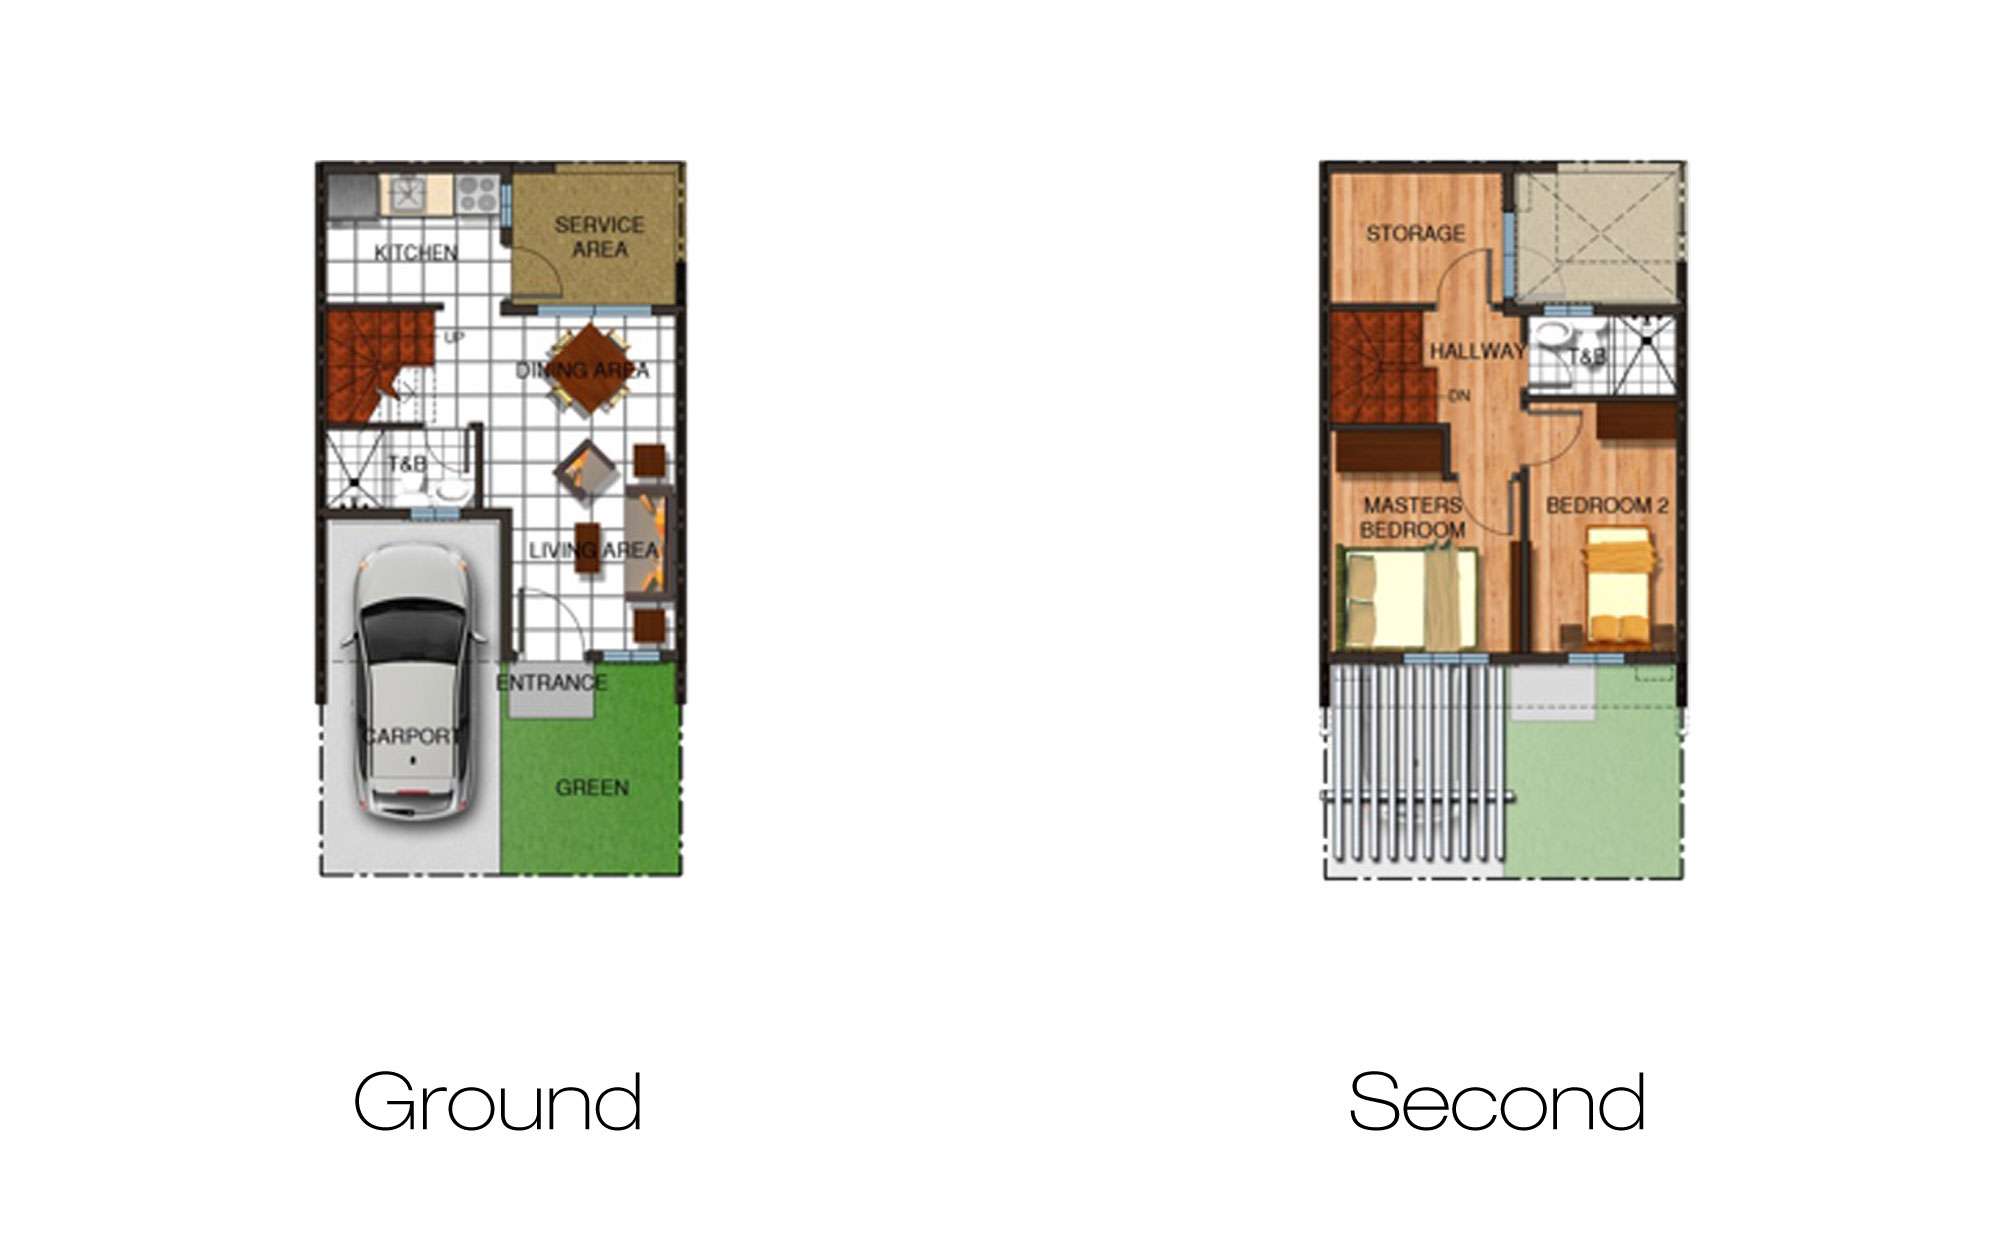 SERVICE
AREA
KITCHEN
UP
DINING AREA
T&B
LIVING AREA
ENTRANCE
CARPORT
GREEN
Ground
STORAGE
HALLWAY
T&B
DN
MASTERS
BEDROOM
BEDROOM 2
Second